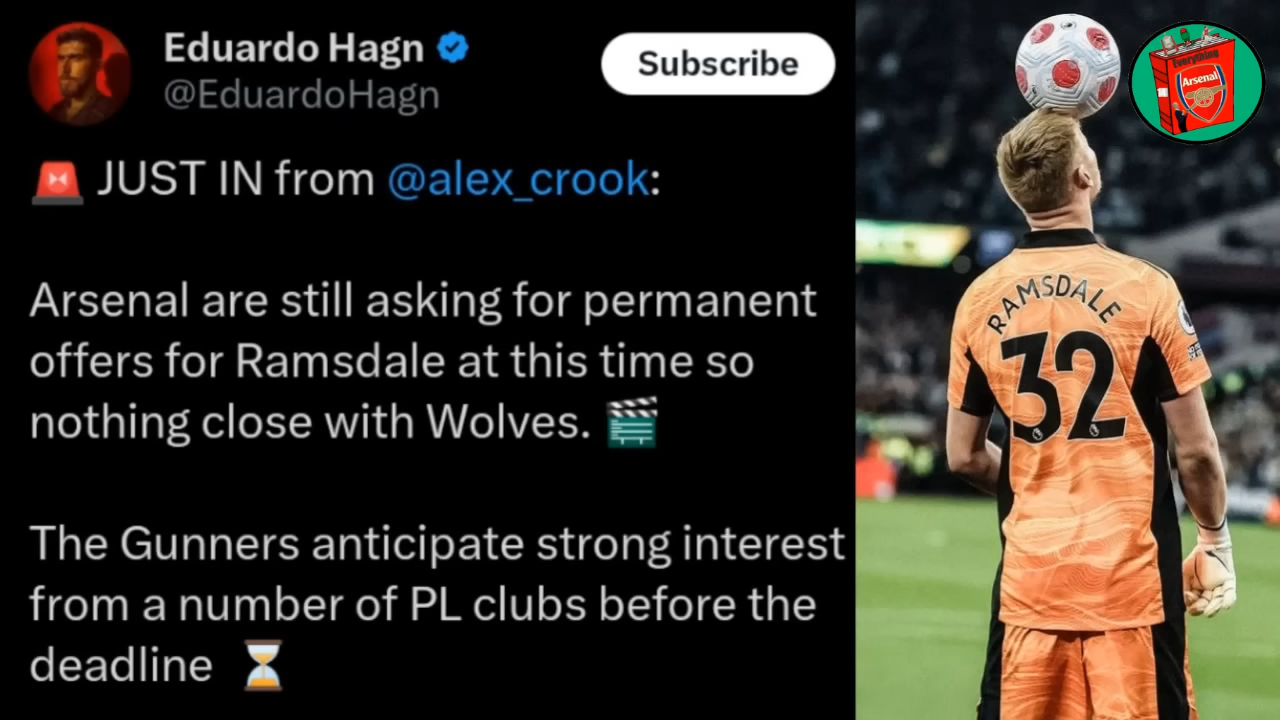 Eduardo Hagn
@EduardoHagn
Subscribe
JUST IN from @alex_crook:
Arsenal are still asking for permanent
offers for Ramsdale at this time so
nothing close with Wolves.
The Gunners anticipate strong interest
from a number of PL clubs before the
deadline
RAMSDALE
32
Everything
Arsenal